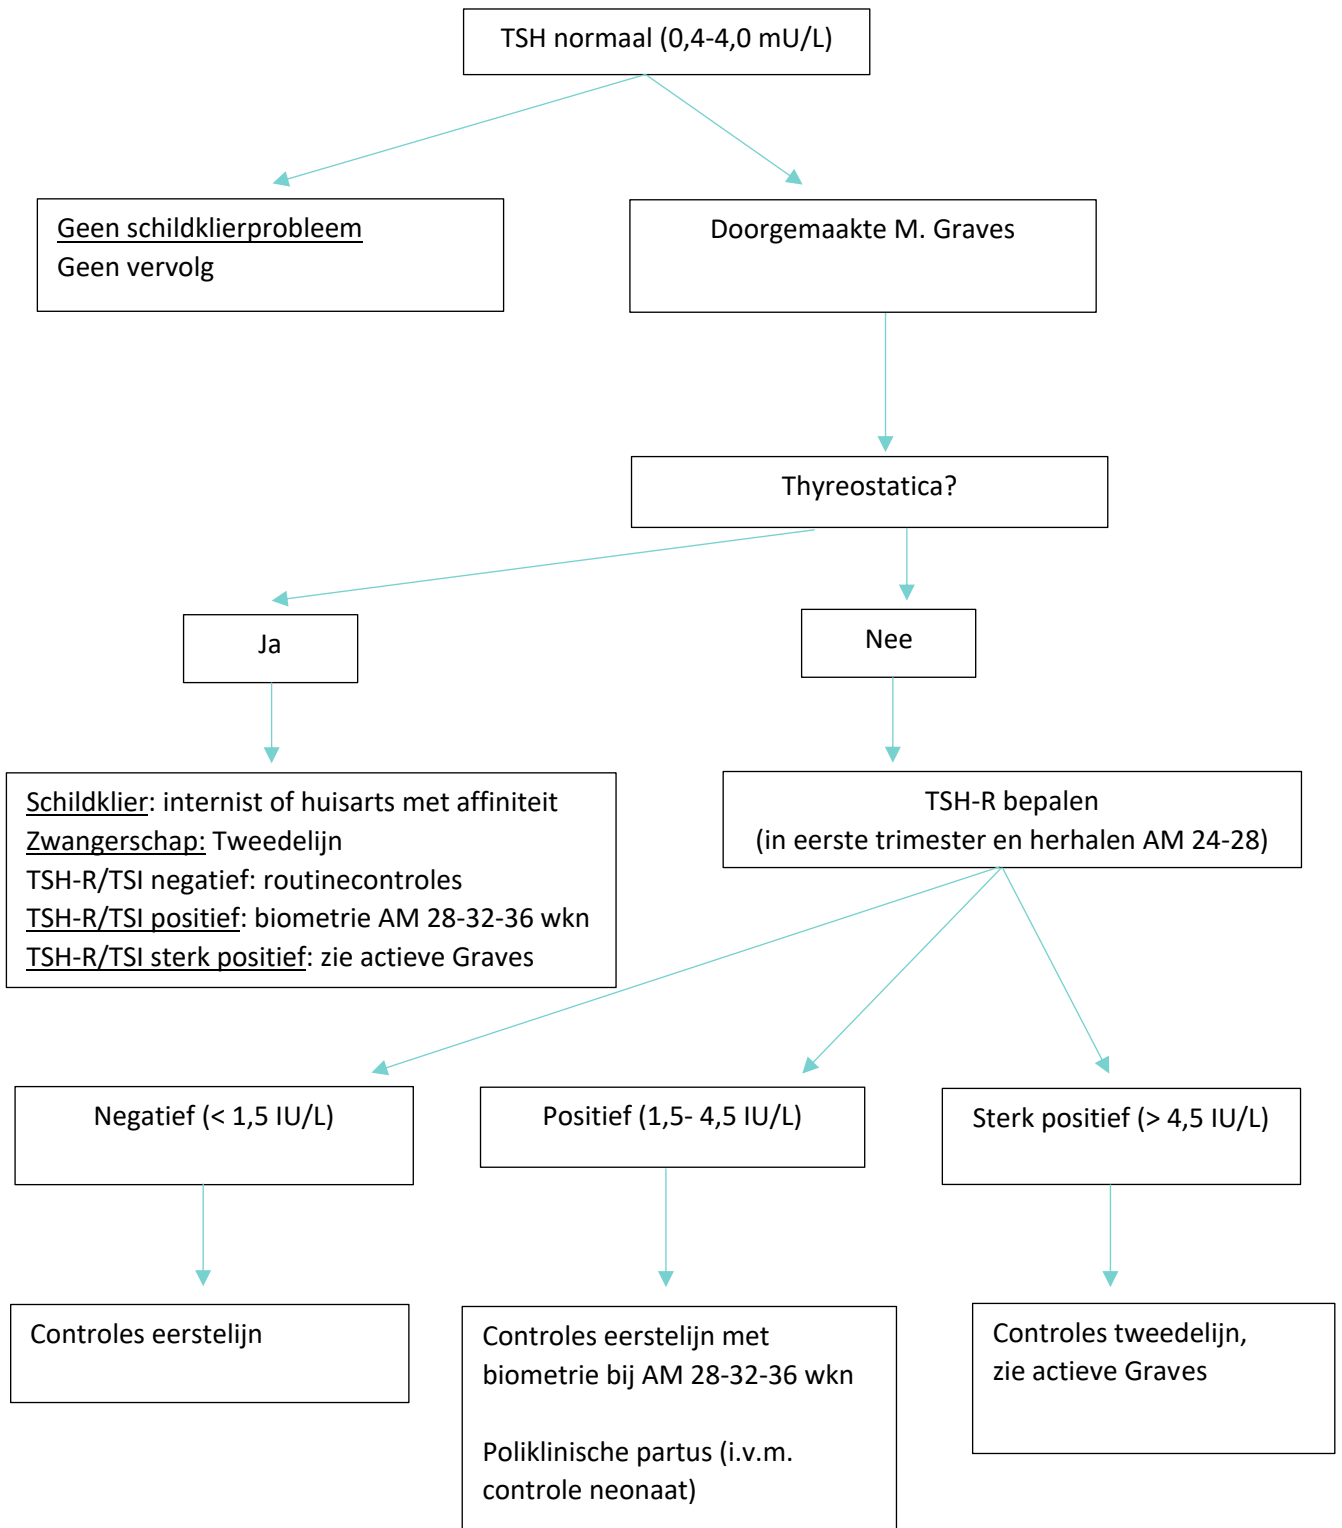 TSH normaal (0,4-4,0 mU/L)
Geen schildklierprobleem
Geen vervolg
Doorgemaakte M. Graves
Thyreostatica?
Ja
Nee
Schildklier: internist of huisarts met affiniteit
Zwangerschap: Tweedelijn
TSH-R/TSI negatief: routinecontroles
TSH-R/TSI positief: biometrie AM 28-32-36 wkn
TSH-R/TSI sterk positief: zie actieve Graves
TSH-R bepalen
(in eerste trimester en herhalen AM 24-28)
Negatief (< 1,5 IU/L)
Positief (1,5- 4,5 IU/L)
Sterk positief (> 4,5 IU/L)
Controles eerstelijn
Controles eerstelijn met
biometrie bij AM 28-32-36 wkn
Poliklinische partus (i.v.m.
controle neonaat)
Controles tweedelijn,
zie actieve Graves